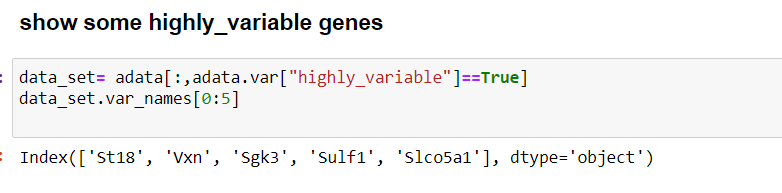 show some highly_variable genes
data_set= adata[:,adata.var["highly_variable"]==True]
data_set.var_names[0:5]
Index(['St18', 'Vxn', 'Sgk3', 'Sulf1', 'Slco5a1'], dtype='object')